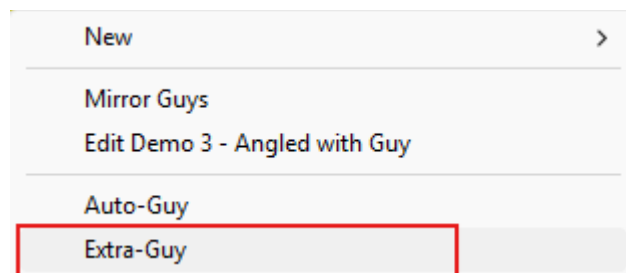 New
Mirror Guys
Edit Demo 3 - Angled with Guy
Auto-Guy
Extra-Guy